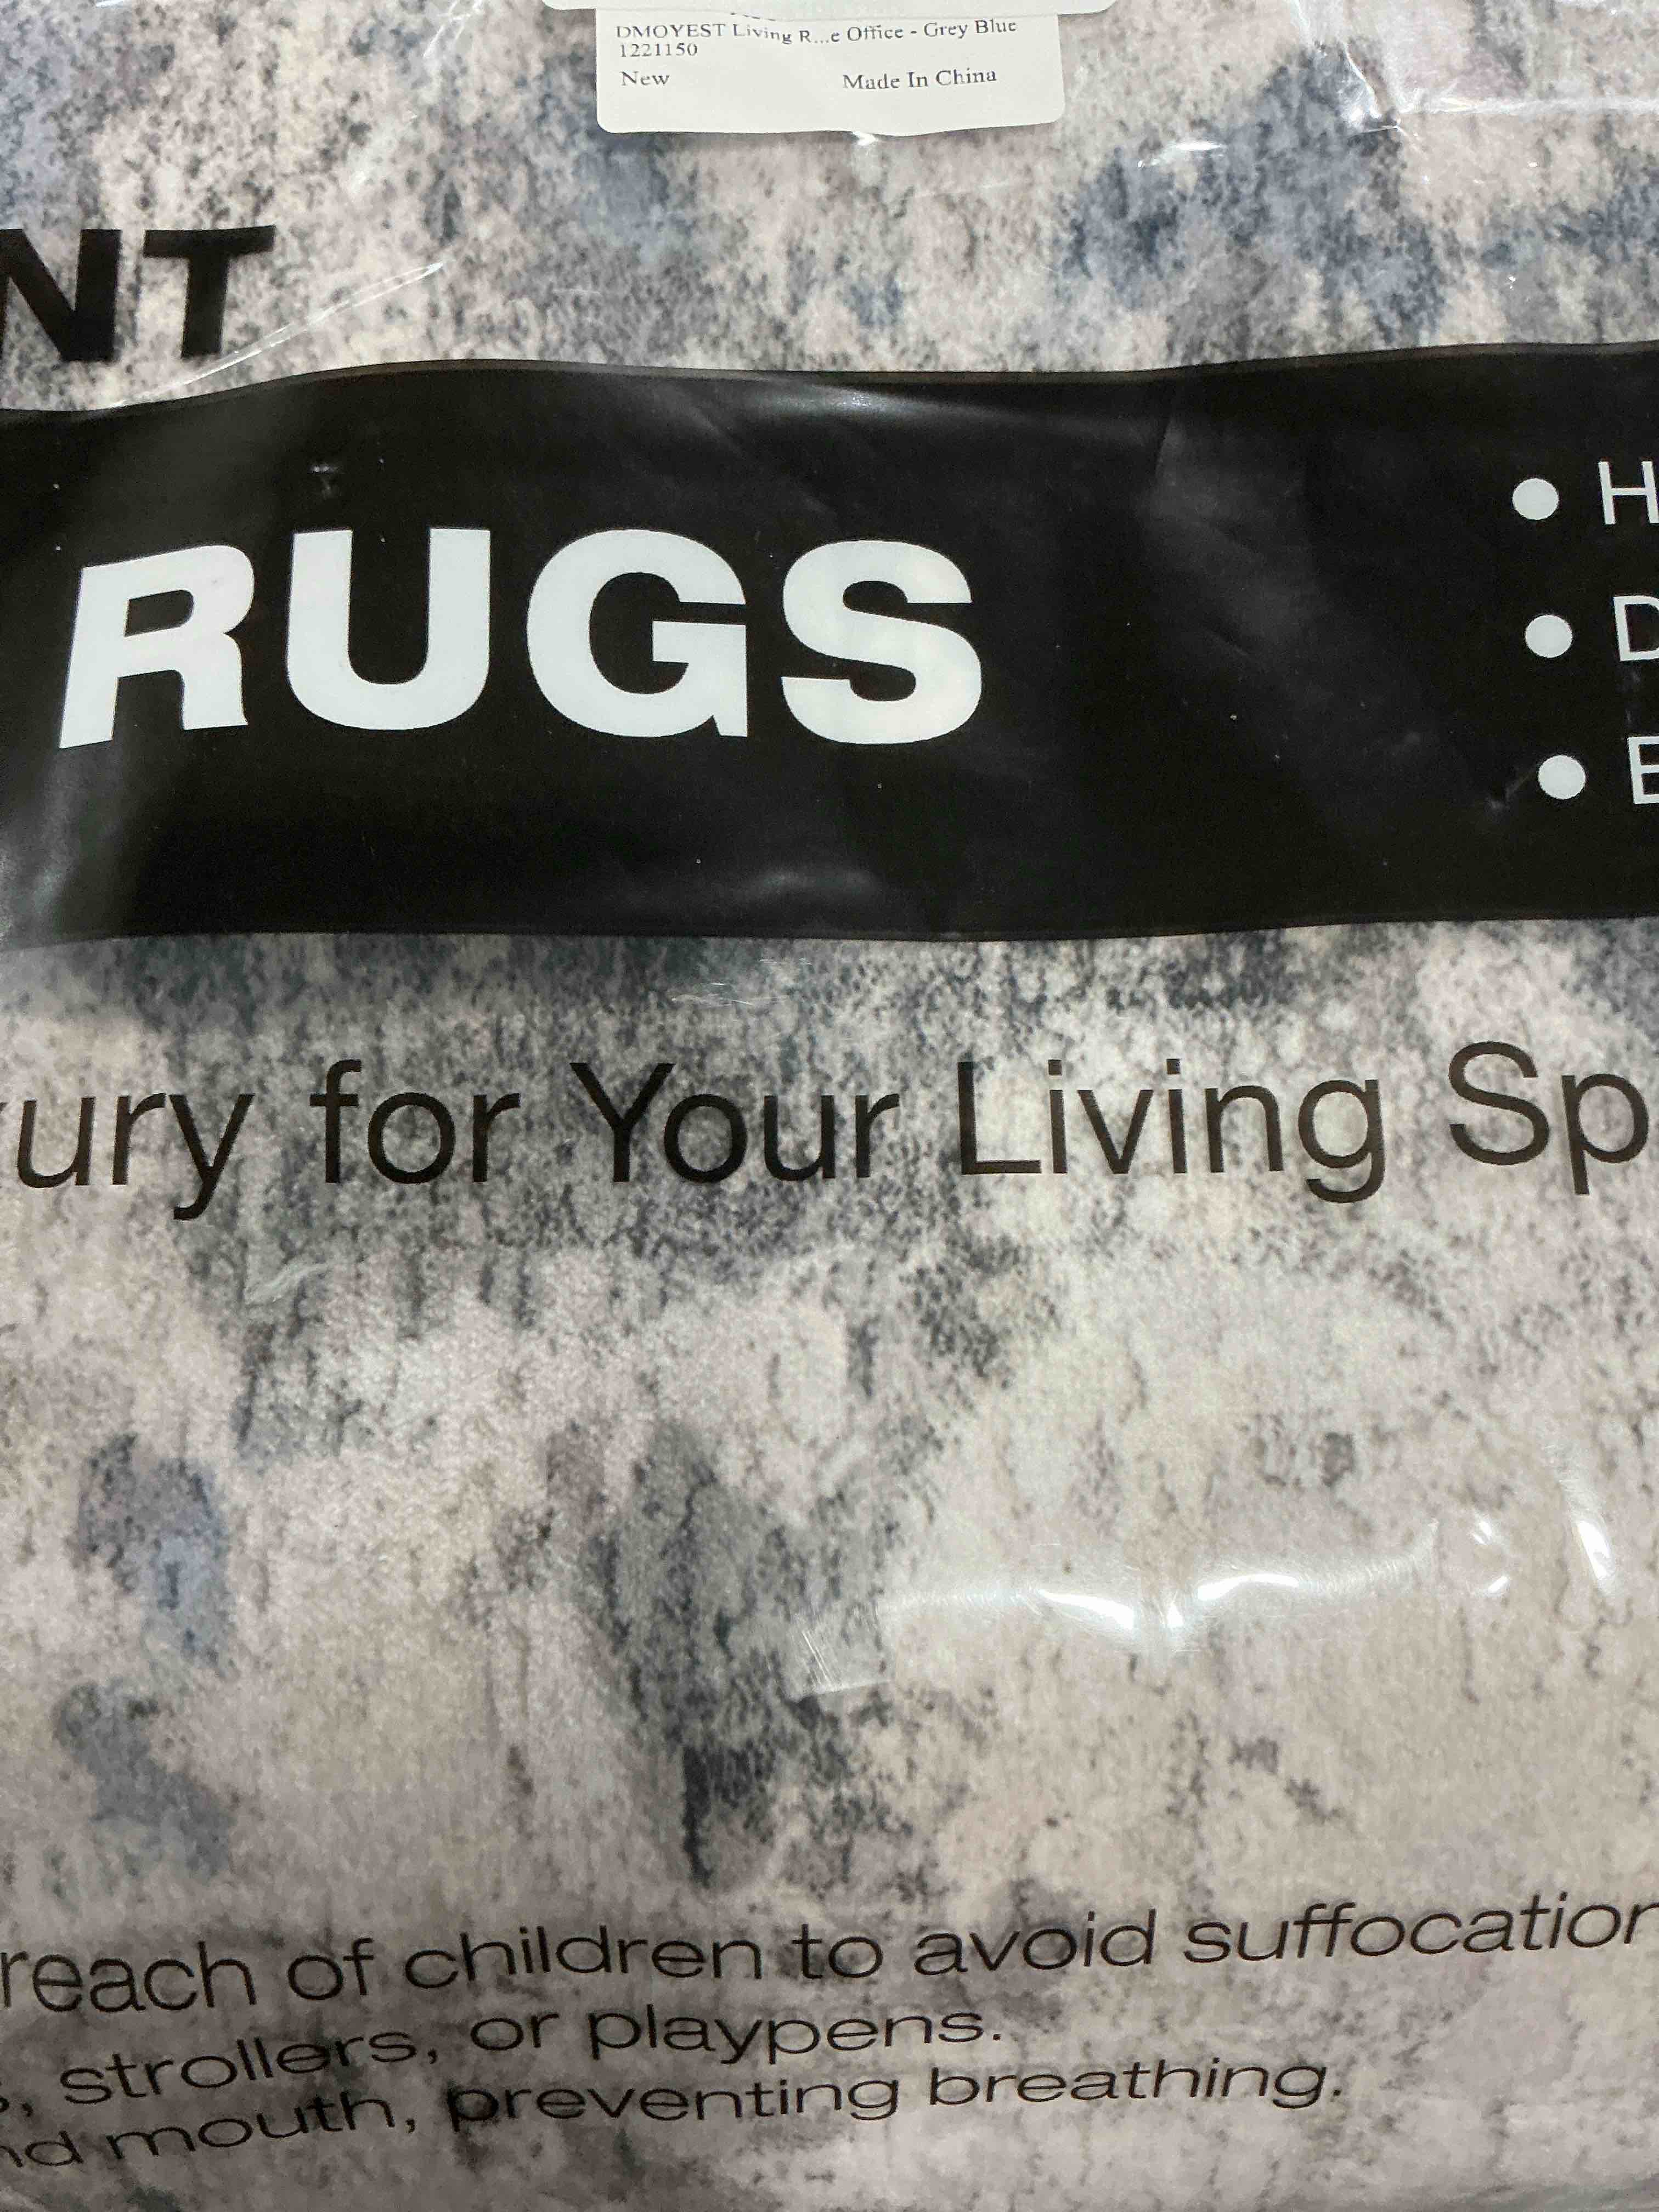 DMOYEST Living R...e Office - Grey Blue
1221150
New Made In China
NT
RUGS
• H
• D
• E
ury for Your Living Sp
reach of children to avoid suffocation
, strollers, or playpens.
nd mouth, preventing breathing.